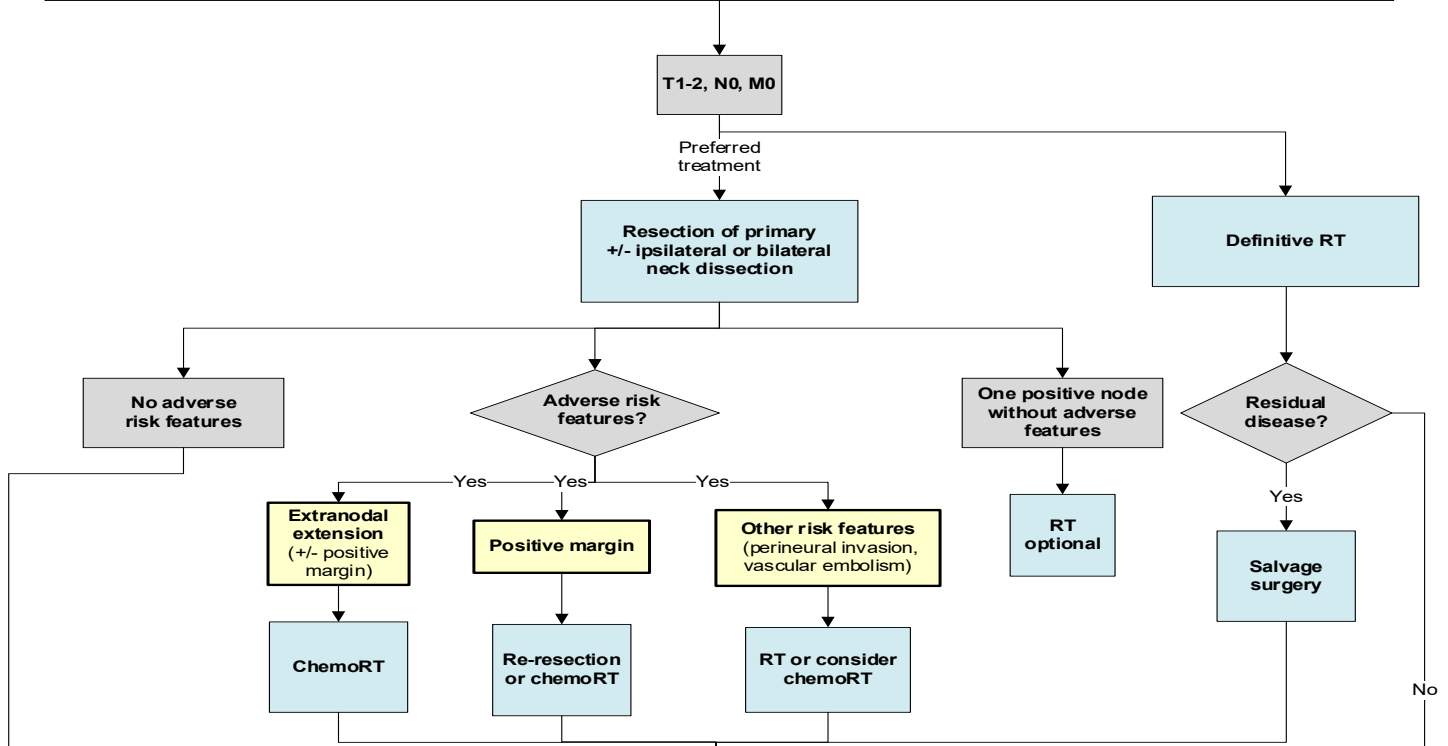 T1-2, N0, M0
Preferred
treatment
Resection of primary
+/- ipsilateral or bilateral
neck dissection
Definitive RT
No adverse
risk features
Adverse risk
features?
One positive node
without adverse
features
Residual
disease?
Yes
Yes
Yes
Yes
Extranodal
extension
(+/- positive
margin)
Positive margin
Other risk features
(perineural invasion,
vascular embolism)
RT
optional
Salvage
surgery
ChemoRT
Re-resection
or chemoRT
RT or consider
chemoRT
No